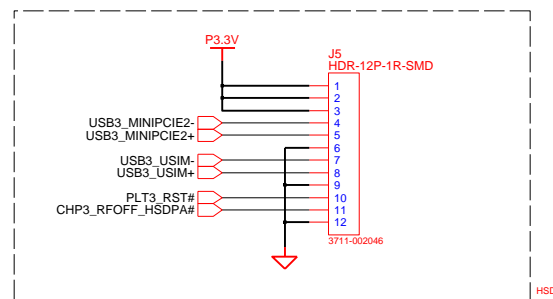 P3.3V
J5
HDR-12P-1R-SMD
1
2
3
USB3_MINIPCIE2- 4
USB3_MINIPCIE2+ 5
6
USB3_USIM- 7
USB3_USIM+ 8
9
PLT3_RST# 10
CHP3_RFOFF_HSDPA# 11
12
3711-002046